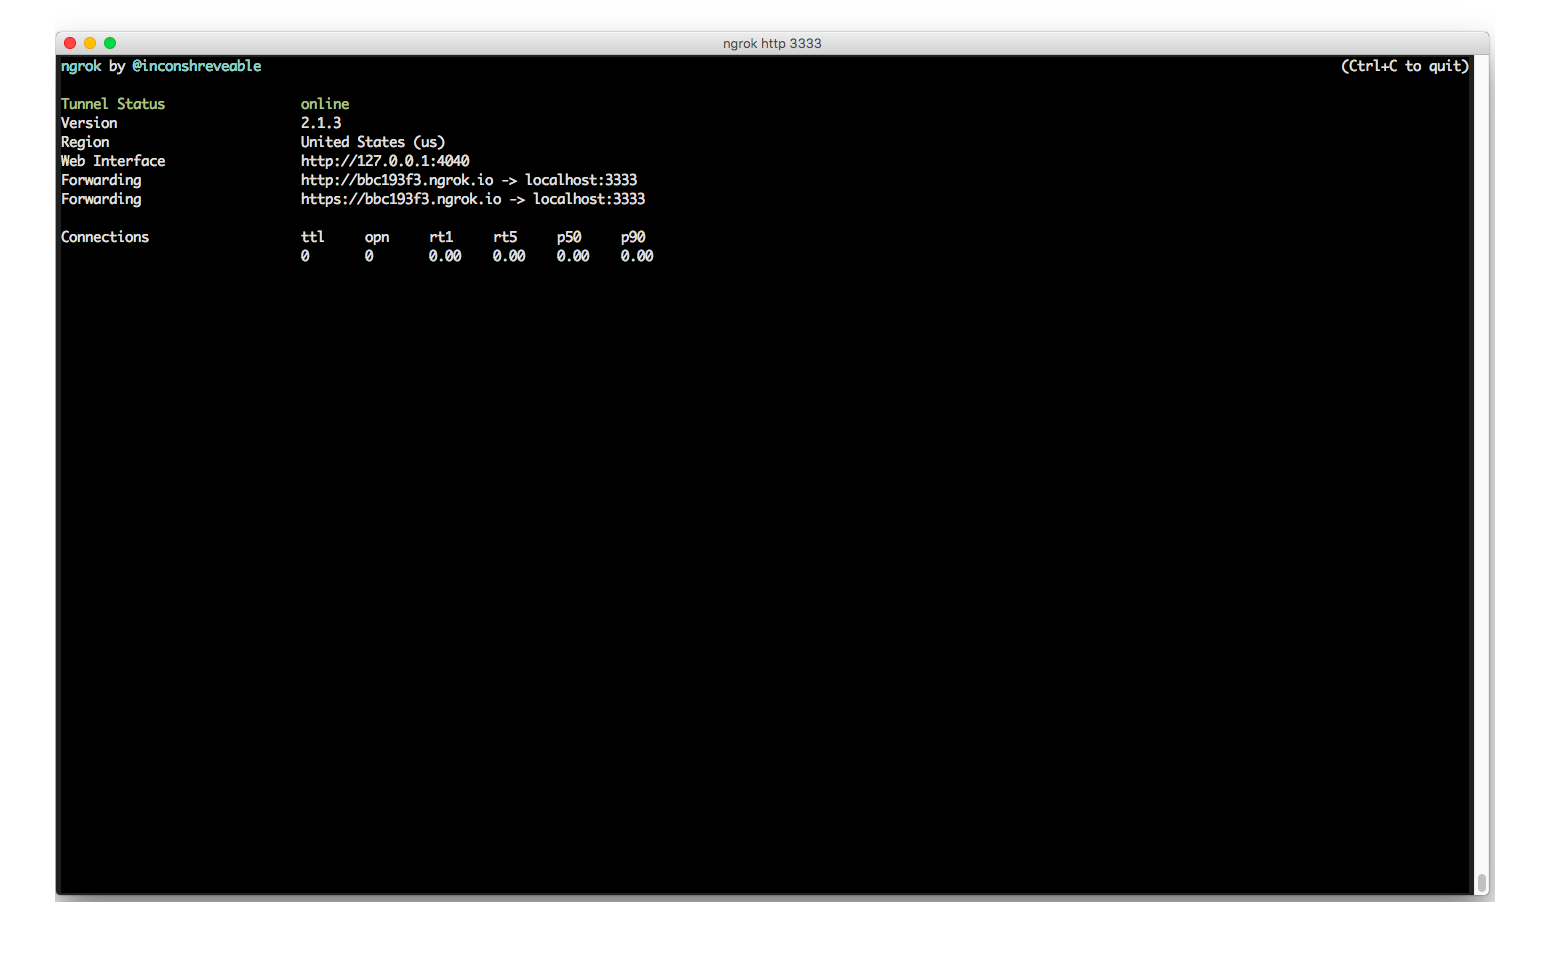 ngrok http 3333
ngrok by @inconshreveable (Ctrl+C to quit)
Tunnel Status online
Version 2.1.3
Region United States (us)
Web Interface http://127.0.0.1:4040
Forwarding http://bbc193f3.ngrok.io -> localhost:3333
Forwarding https://bbc193f3.ngrok.io -> localhost:3333
Connections ttl opn rt1 rt5 p50 p90
0 0 0.00 0.00 0.00 0.00